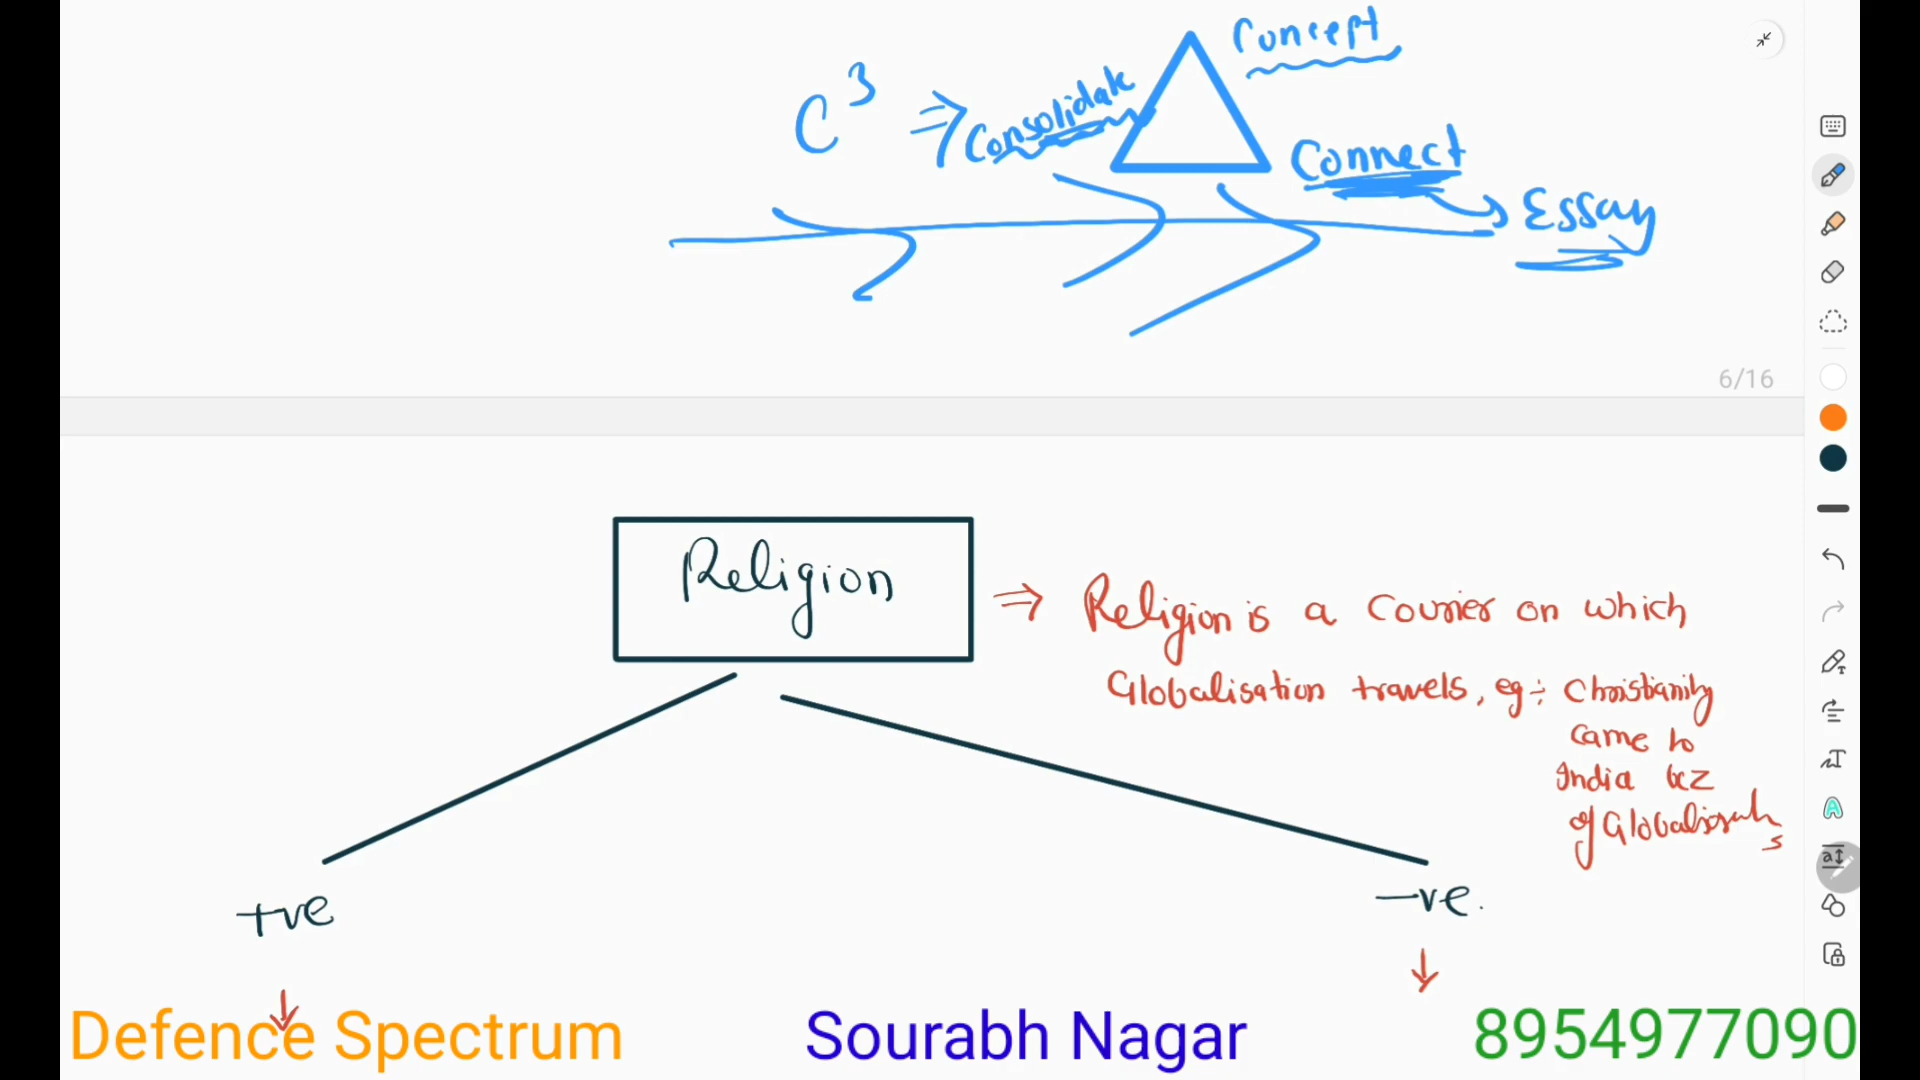 Concept
C³ ⇒ Consolidate
Connect
Essay
6/16
Religion
⇒ Religion is a Courier on which
Globalisation travels, eg:- Christianity
came to
India bcz
of
+ve
-ve.
↓
↓
Defence Spectrum
Sourabh Nagar
8954977090